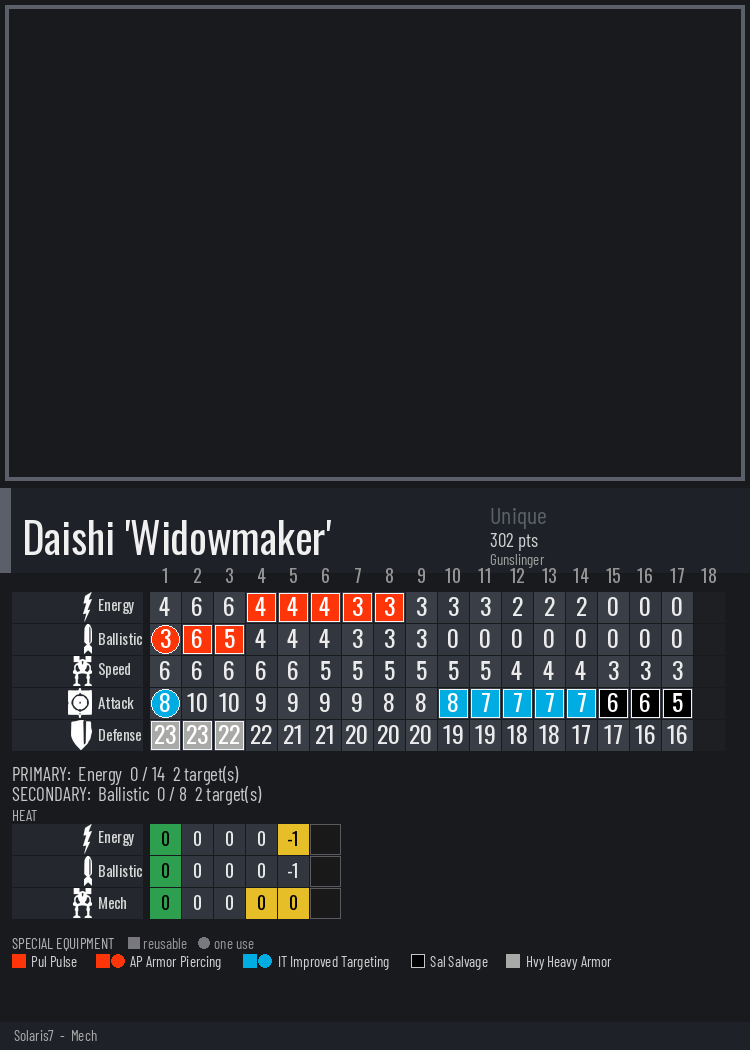 Daishi 'Widowmaker'
Unique
302 pts
Gunslinger
1 2 3 4 5 6 7 8 9 10 11 12 13 14 15 16 17 18
Energy 4 6 6 4 4 4 3 3 3 3 3 2 2 2 0 0 0
Ballistic 3 6 5 4 4 4 3 3 3 0 0 0 0 0 0 0 0
Speed 6 6 6 6 6 5 5 5 5 5 5 4 4 4 3 3 3
Attack 8 10 10 9 9 9 9 8 8 8 7 7 7 7 6 6 5
Defense 23 23 22 22 21 21 20 20 20 19 19 18 18 17 17 16 16
PRIMARY: Energy 0 / 14 2 target(s)
SECONDARY: Ballistic 0 / 8 2 target(s)
HEAT
Energy 0 0 0 0 -1
Ballistic 0 0 0 0 -1
Mech 0 0 0 0 0
SPECIAL EQUIPMENT reusable one use
Pul Pulse AP Armor Piercing IT Improved Targeting Sal Salvage Hvy Heavy Armor
Solaris7 - Mech